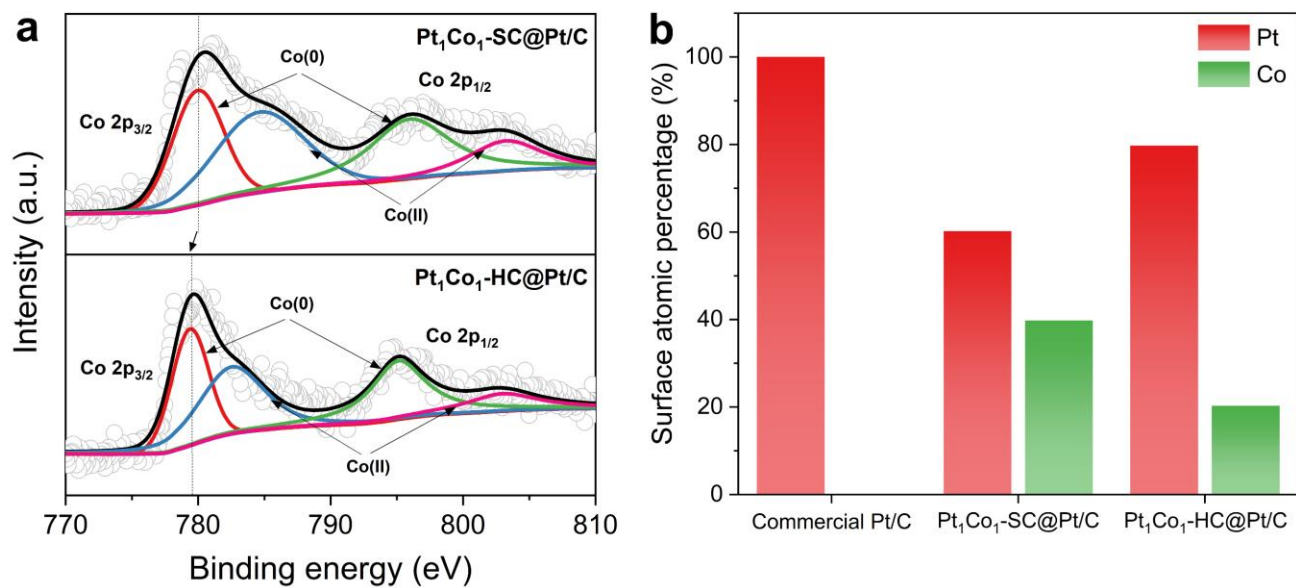 a
Pt₁Co₁-SC@Pt/C
Co(0)
Co 2p₁/₂
Co 2p₃/₂
Co(II)
Pt₁Co₁-HC@Pt/C
Co(0)
Co 2p₁/₂
Co 2p₃/₂
Co(II)
Intensity (a.u.)
770 780 790 800 810
Binding energy (eV)
b
Pt
Co
Surface atomic percentage (%)
100
80
60
40
20
0
Commercial Pt/C Pt₁Co₁-SC@Pt/C Pt₁Co₁-HC@Pt/C